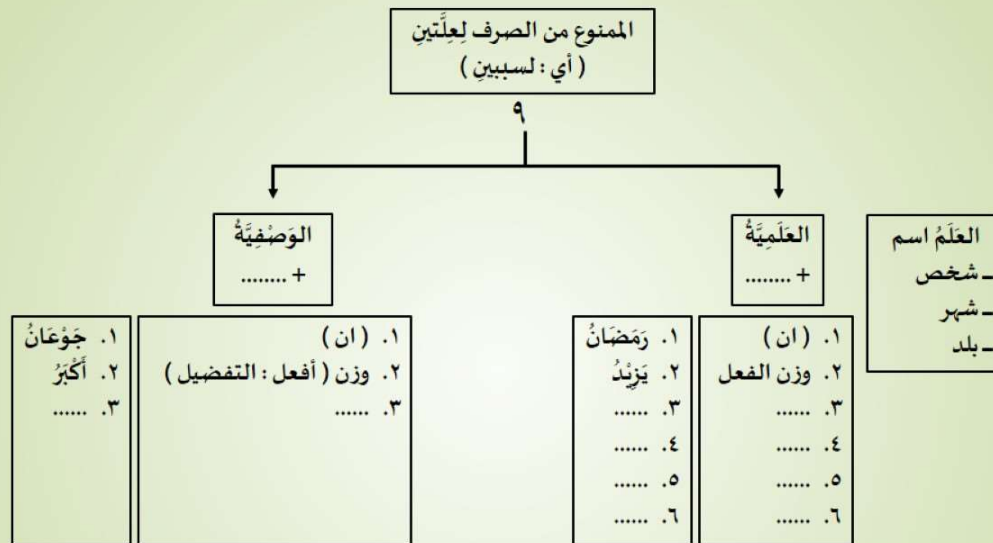 الممنوع من الصرف لِعِلَّتينِ
( أي : لسببينِ )
٩
العَلَمُ اسم
ـ شخص
ـ شهر
ـ بلد
العَلَمِيَّةُ
+ ........
الوَصْفِيَّةُ
+ ........
١. ( ان )
٢. وزن الفعل
٣. ......
٤. ......
٥. ......
٦. ......
١. رَمَضَانُ
٢. يَزِيْدُ
٣. ......
٤. ......
٥. ......
٦. ......
١. ( ان )
٢. وزن ( أفعل : التفضيل )
٣. ......
١. جَوْعَانُ
٢. أَكْبَرُ
٣. ......